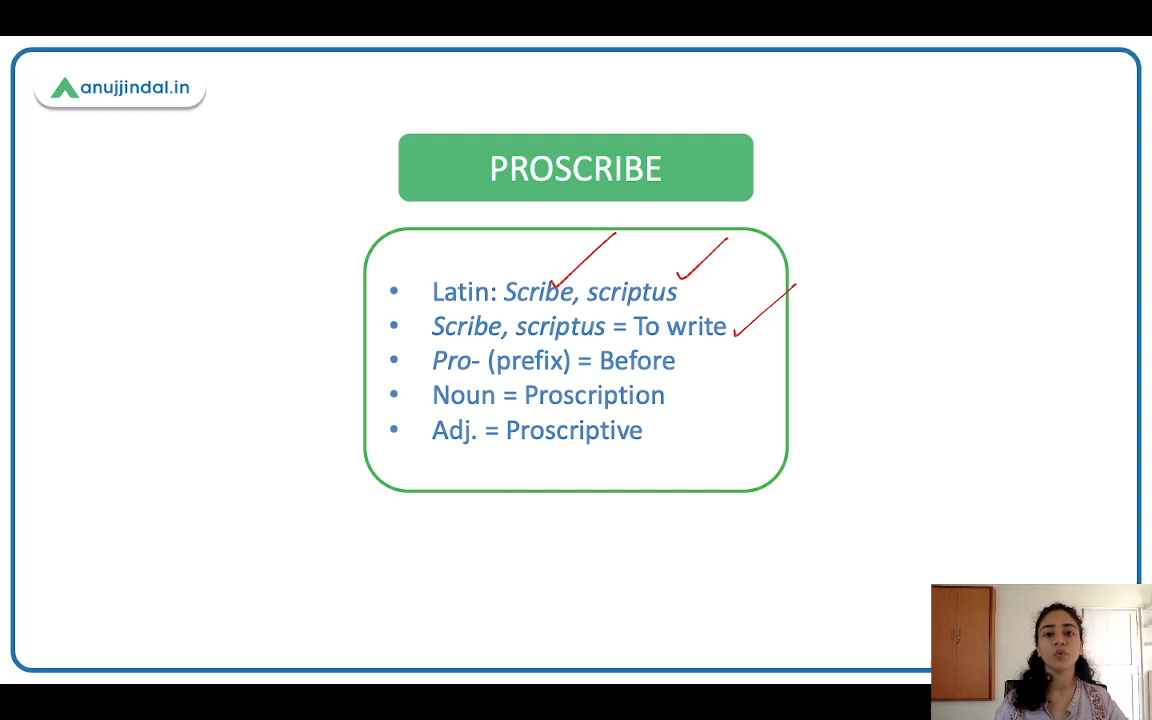 anujjindal.in
PROSCRIBE
• Latin: Scribe, scriptus
• Scribe, scriptus = To write
• Pro- (prefix) = Before
• Noun = Proscription
• Adj. = Proscriptive